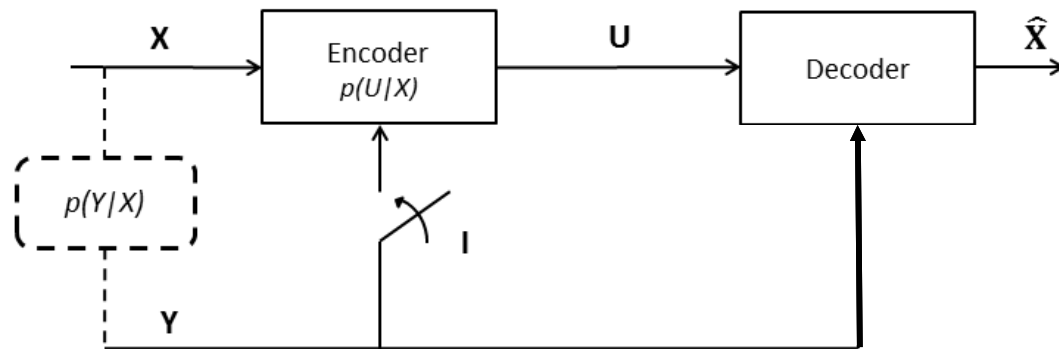 X
Encoder
p(U|X)
U
Decoder
X̂
p(Y|X)
I
Y